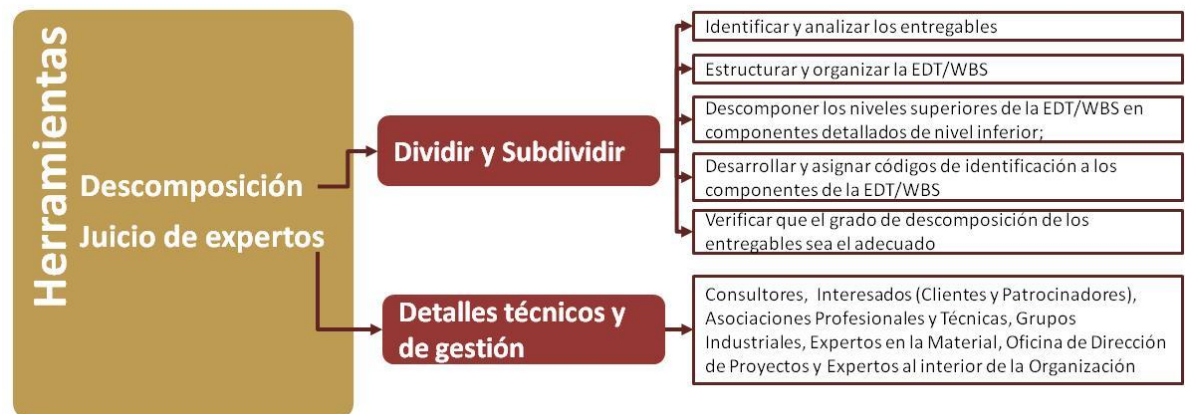 Herramientas
Descomposición
Juicio de expertos
Dividir y Subdividir
Identificar y analizar los entregables
Estructurar y organizar la EDT/WBS
Descomponer los niveles superiores de la EDT/WBS en
componentes detallados de nivel inferior;
Desarrollar y asignar códigos de identificación a los
componentes de la EDT/WBS
Verificar que el grado de descomposición de los
entregables sea el adecuado
Detalles técnicos y
de gestión
Consultores, Interesados (Clientes y Patrocinadores),
Asociaciones Profesionales y Técnicas, Grupos
Industriales, Expertos en la Material, Oficina de Dirección
de Proyectos y Expertos al interior de la Organización